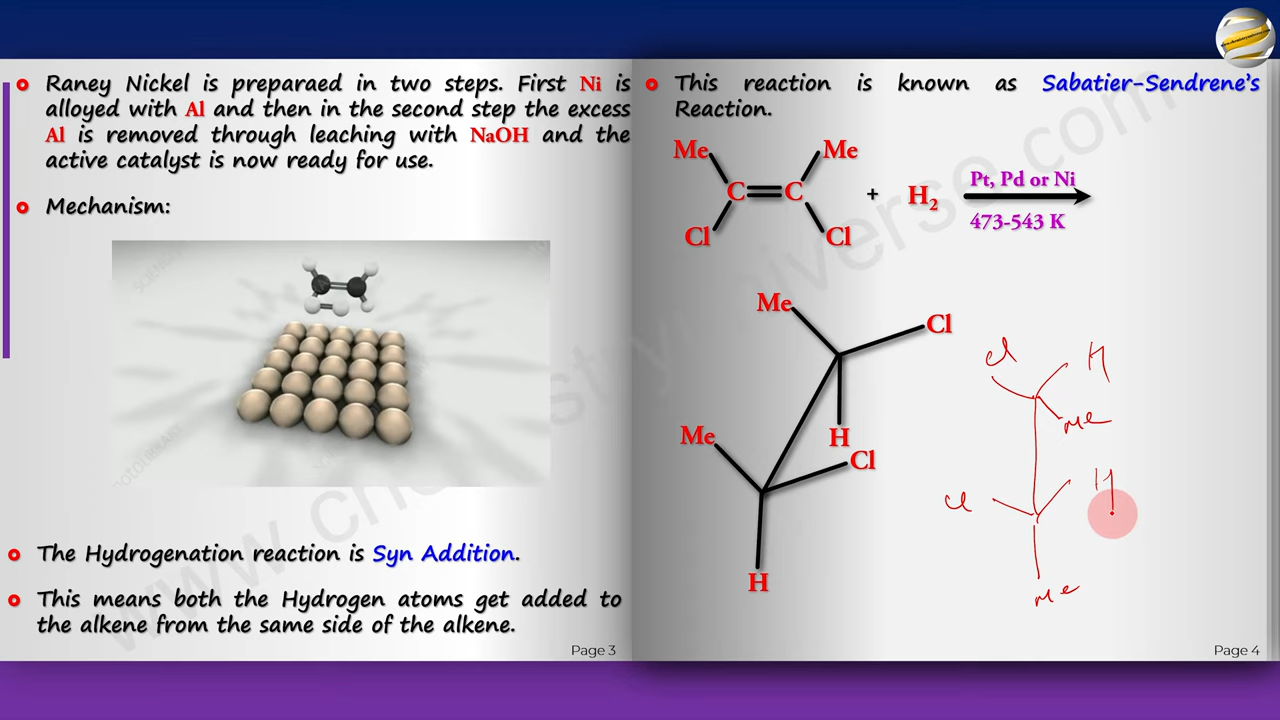 Raney Nickel is preparaed in two steps. First Ni is
alloyed with Al and then in the second step the excess
Al is removed through leaching with NaOH and the
active catalyst is now ready for use.
Mechanism:
The Hydrogenation reaction is Syn Addition.
This means both the Hydrogen atoms get added to
the alkene from the same side of the alkene.
Page 3
This reaction is known as Sabatier-Sendrene's
Reaction.
Me Me
C C + H₂ Pt, Pd or Ni
Cl Cl 473-543 K
Me
Cl
H
Me
Cl
H
Cl H
Me
Cl H
Me
Page 4
www.chemistryuniverse.com